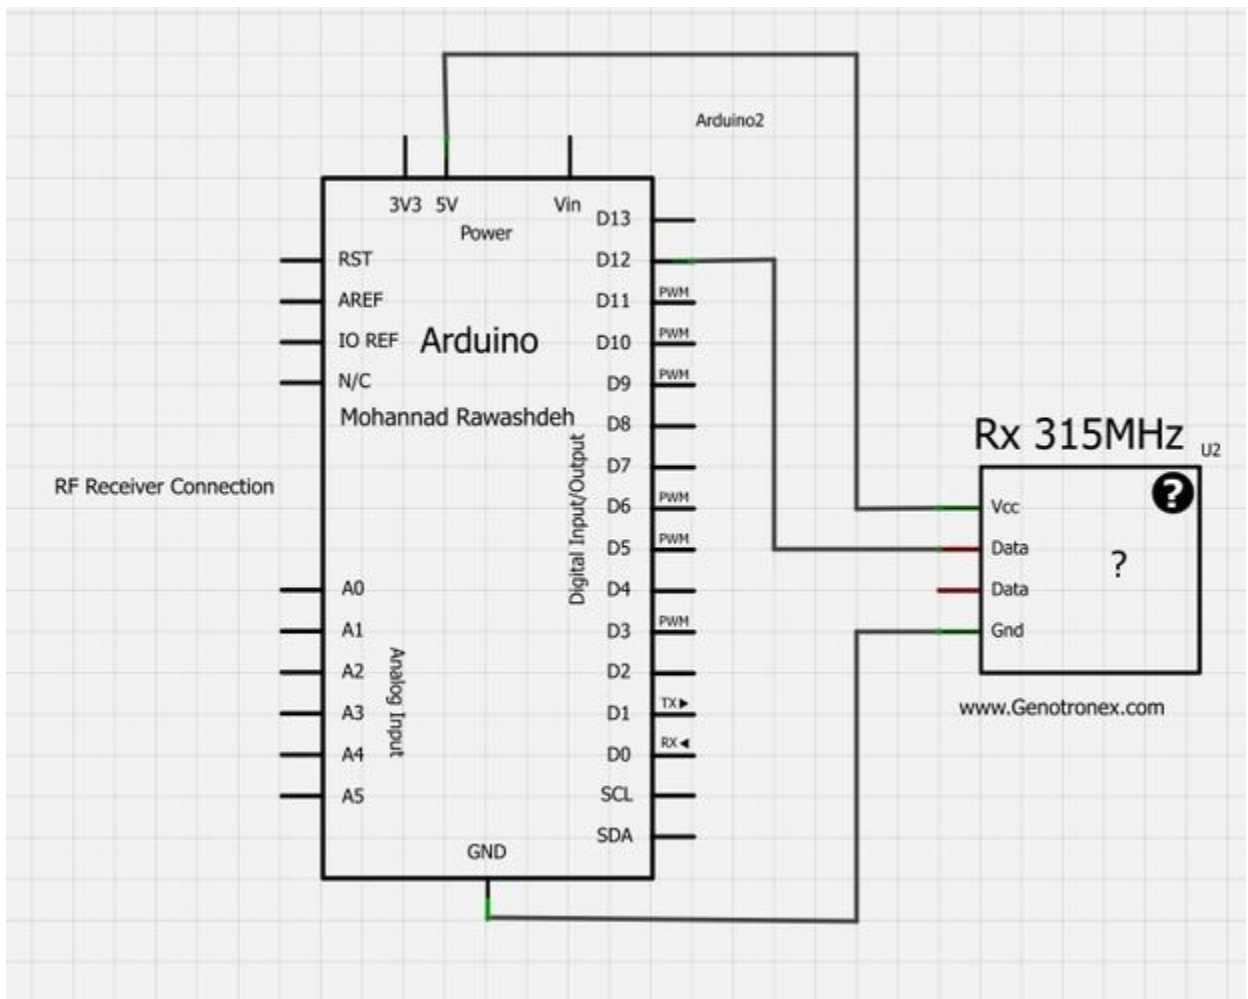 Arduino2
3V3 5V Vin
Power
D13
RST D12
PWM
AREF D11
PWM
IO REF Arduino D10
PWM
N/C D9
Mohannad Rawashdeh D8
Rx 315MHz
U2
Digital Input/Output
D7
RF Receiver Connection
PWM
D6 Vcc ?
PWM
D5 Data
?
A0 D4 Data
PWM
A1 D3 Gnd
Analog Input
A2 D2
TX
www.Genotronex.com
A3 D1
RX
A4 D0
A5 SCL
SDA
GND